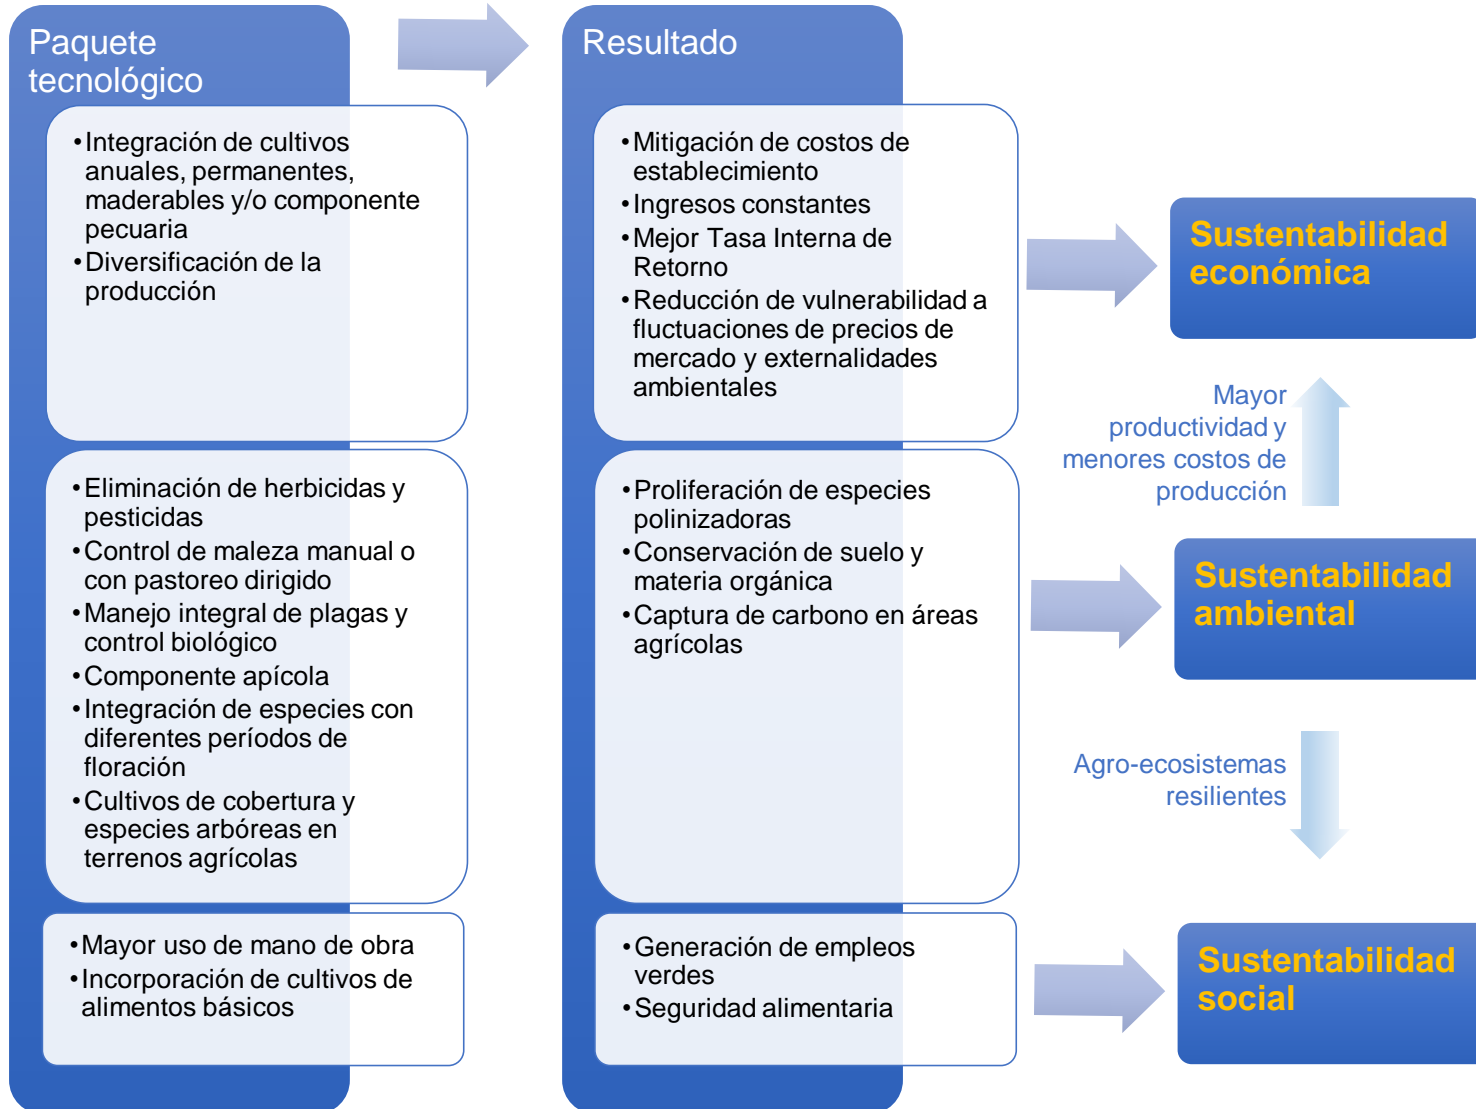 Paquete
tecnológico
Resultado
•Integración de cultivos
anuales, permanentes,
maderables y/o componente
pecuaria
•Diversificación de la
producción
•Mitigación de costos de
establecimiento
•Ingresos constantes
•Mejor Tasa Interna de
Retorno
•Reducción de vulnerabilidad a
fluctuaciones de precios de
mercado y externalidades
ambientales
Sustentabilidad
económica
Mayor
productividad y
menores costos de
producción
•Eliminación de herbicidas y
pesticidas
•Control de maleza manual o
con pastoreo dirigido
•Manejo integral de plagas y
control biológico
•Componente apícola
•Integración de especies con
diferentes períodos de
floración
•Cultivos de cobertura y
especies arbóreas en
terrenos agrícolas
•Proliferación de especies
polinizadoras
•Conservación de suelo y
materia orgánica
•Captura de carbono en áreas
agrícolas
Sustentabilidad
ambiental
Agro-ecosistemas
resilientes
•Mayor uso de mano de obra
•Incorporación de cultivos de
alimentos básicos
•Generación de empleos
verdes
•Seguridad alimentaria
Sustentabilidad
social